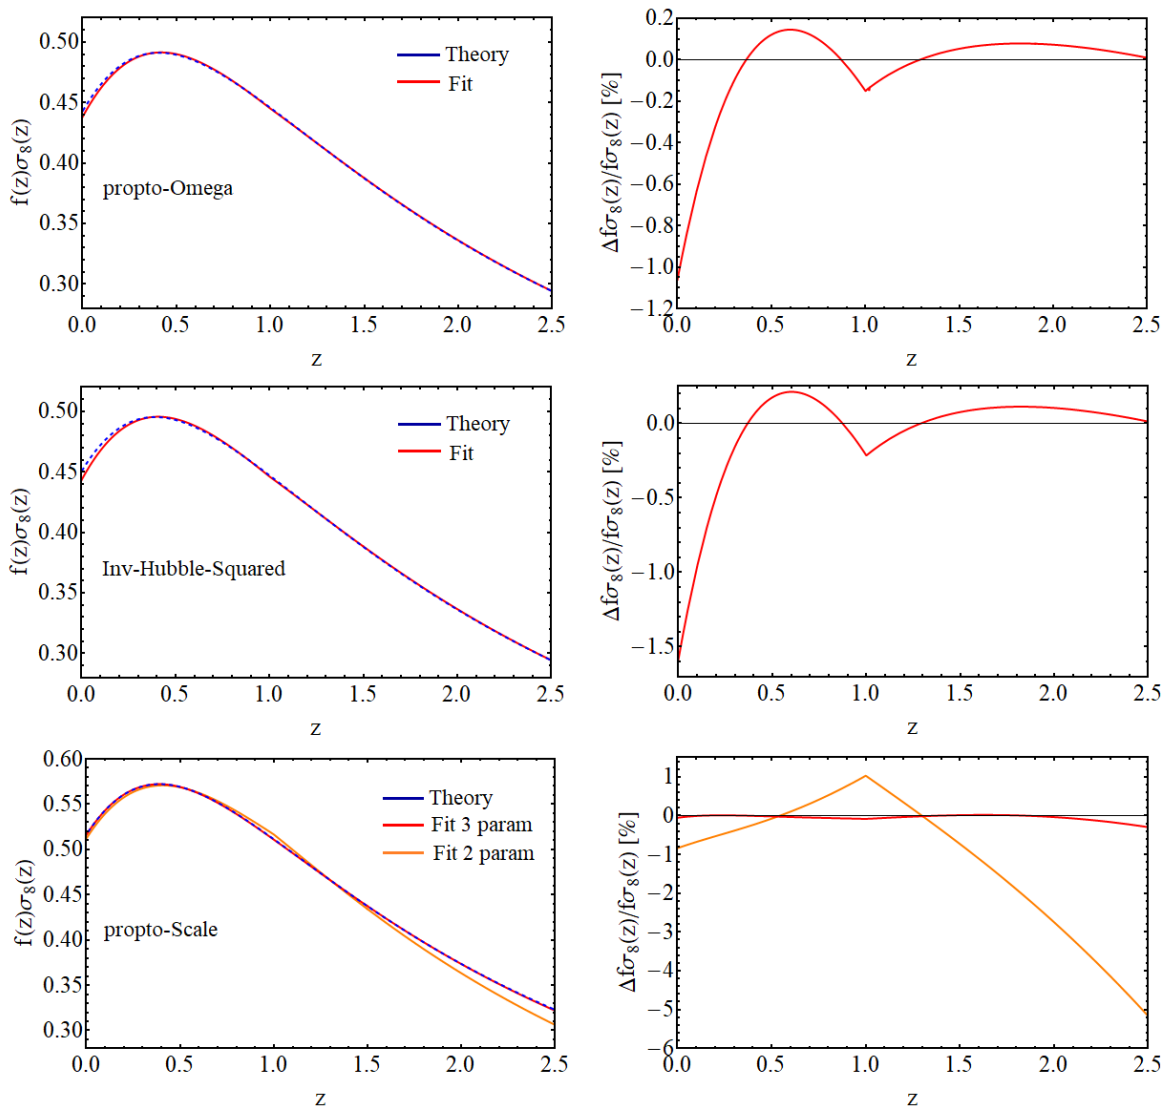 f(z)σ₈(z)
0.50
0.45
0.40
0.35
0.30
Theory
Fit
propto-Omega
0.0 0.5 1.0 1.5 2.0 2.5
z
Δfσ₈(z)/fσ₈(z) [%]
0.2
0.0
−0.2
−0.4
−0.6
−0.8
−1.0
−1.2
0.0 0.5 1.0 1.5 2.0 2.5
z
f(z)σ₈(z)
0.50
0.45
0.40
0.35
0.30
Theory
Fit
Inv-Hubble-Squared
0.0 0.5 1.0 1.5 2.0 2.5
z
Δfσ₈(z)/fσ₈(z) [%]
0.0
−0.5
−1.0
−1.5
0.0 0.5 1.0 1.5 2.0 2.5
z
f(z)σ₈(z)
0.60
0.55
0.50
0.45
0.40
0.35
0.30
Theory
Fit 3 param
Fit 2 param
propto-Scale
0.0 0.5 1.0 1.5 2.0 2.5
z
Δfσ₈(z)/fσ₈(z) [%]
1
0
−1
−2
−3
−4
−5
−6
0.0 0.5 1.0 1.5 2.0 2.5
z